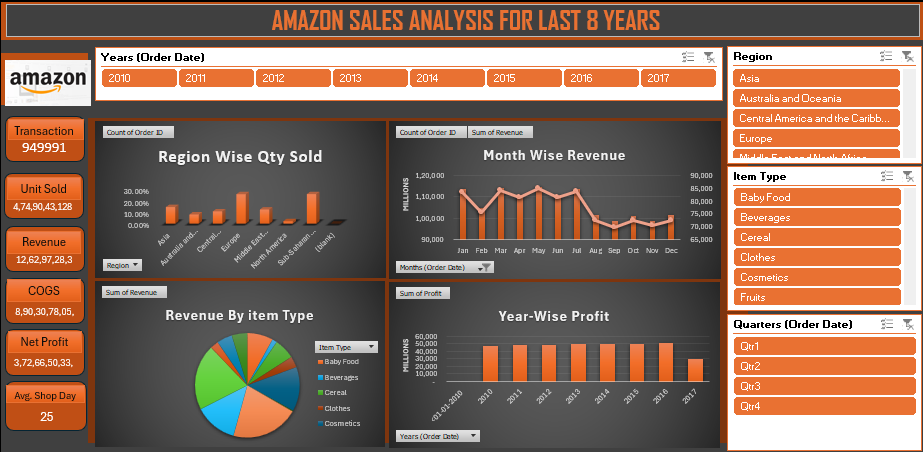 AMAZON SALES ANALYSIS FOR LAST 8 YEARS
amazon
Years (Order Date)
2010 2011 2012 2013 2014 2015 2016 2017
Transaction
949991
Unit Sold
4,74,90,43,128
Revenue
12,62,97,28,3
COGS
8,90,30,78,05,
Net Profit
3,72,66,50,33,
Avg. Shop Day
25
Count of Order ID
Region Wise Qty Sold
30.00%
20.00%
10.00%
0.00%
Asia
Australia and...
Central...
Europe
Middle East...
North America
Sub-Saharan...
(blank)
Region
Count of Order ID Sum of Revenue
Month Wise Revenue
MILLIONS
1,20,000
1,10,000
1,00,000
90,000
90,000
85,000
80,000
75,000
70,000
65,000
Jan Feb Mar Apr May Jun Jul Aug Sep Oct Nov Dec
Months (Order Date)
Sum of Revenue
Revenue By item Type
Item Type
Baby Food
Beverages
Cereal
Clothes
Cosmetics
Sum of Profit
Year-Wise Profit
MILLIONS
60,000
50,000
40,000
30,000
20,000
10,000
-
<01-01-2010
2010
2011
2012
2013
2014
2015
2016
2017
Years (Order Date)
Region
Asia
Australia and Oceania
Central America and the Caribb...
Europe
Middle East and North Africa
Item Type
Baby Food
Beverages
Cereal
Clothes
Cosmetics
Fruits
Quarters (Order Date)
Qtr1
Qtr2
Qtr3
Qtr4